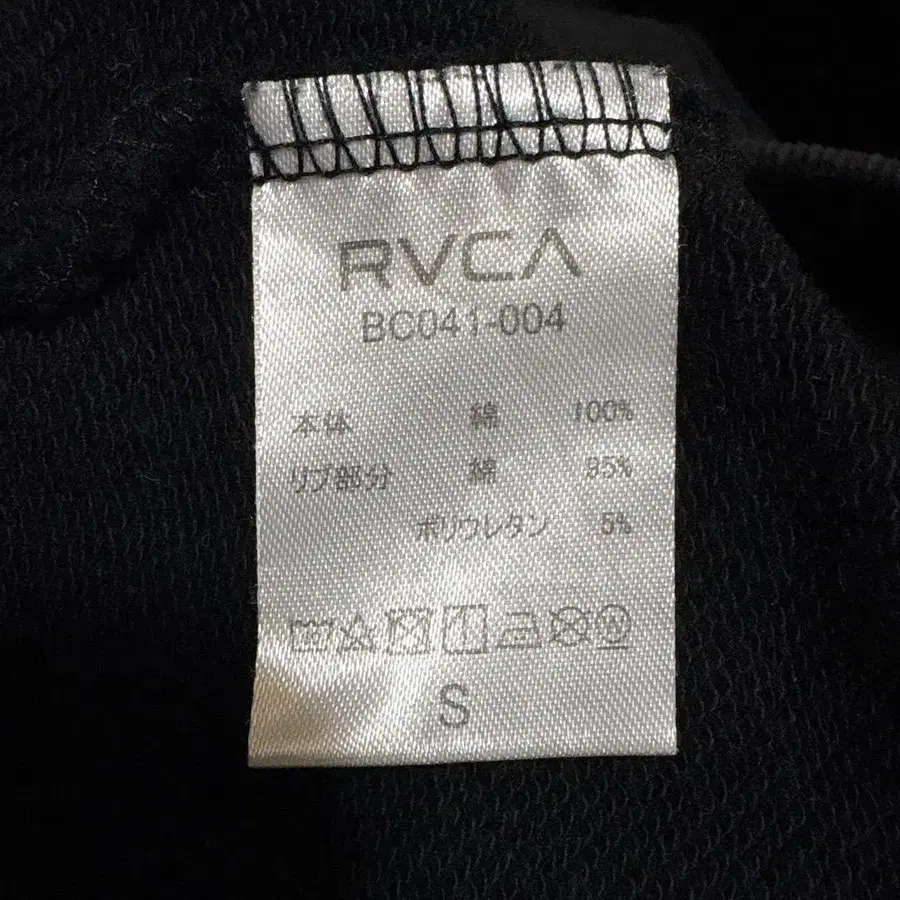 RVCA
BC041-004
本体 綿 100%
リブ部分 綿 95%
ポリウレタン 5%
S